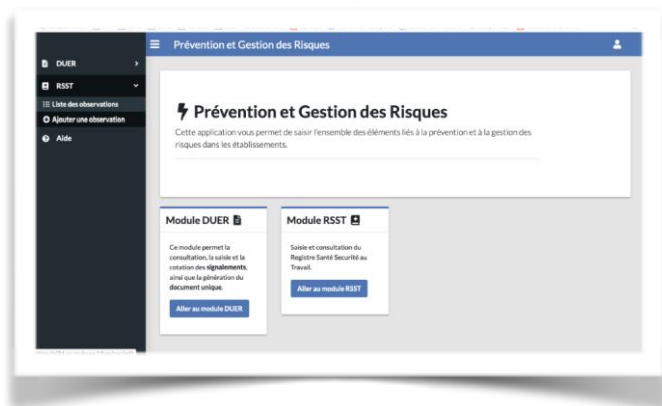 Prévention et Gestion des Risques
DUER
RSST
Liste des observations
Ajouter une observation
Aide
Prévention et Gestion des Risques
Cette application vous permet de saisir l'ensemble des éléments liés à la prévention et à la gestion des
risques dans les établissements.
Module DUER
Ce module permet la
consultation, la saisie et la
cotation des signalements,
ainsi que la génération du
document unique.
Aller au module DUER
Module RSST
Saisie et consultation du
Registre Santé Securité au
Travail.
Aller au module RSST